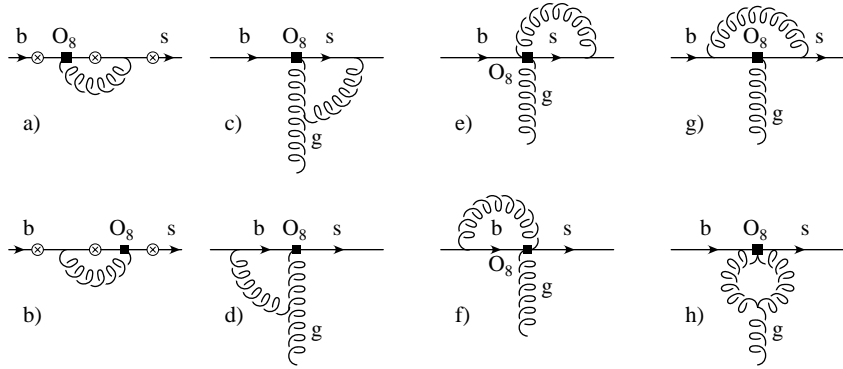 b O₈ s
a)
b O₈ s
c) g
b s
O₈ g
e)
b O₈ s
g) g
b O₈ s
b)
b O₈ s
d) g
b s
O₈ g
f)
b O₈ s
h) g